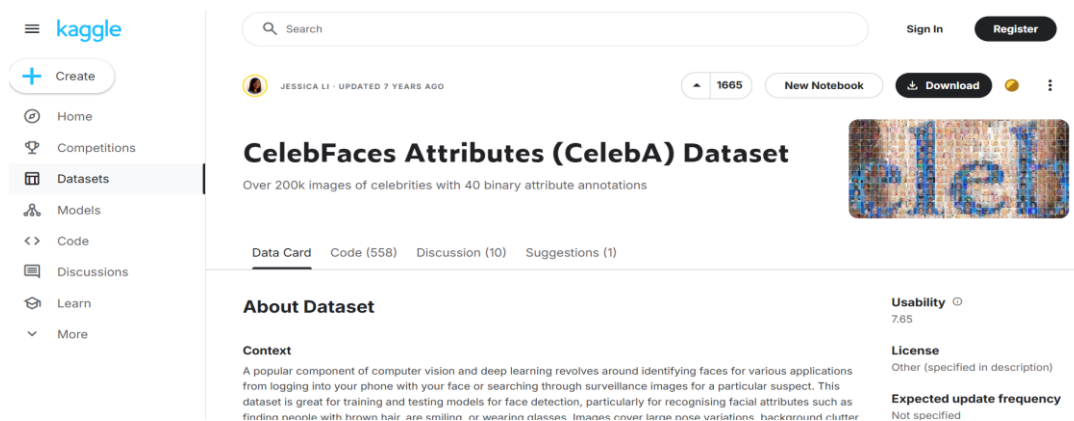 kaggle
Search
Sign In
Register
Create
JESSICA LI · UPDATED 7 YEARS AGO
1665
New Notebook
Download
Home
Competitions
Datasets
Models
Code
Discussions
Learn
More
CelebFaces Attributes (CelebA) Dataset
Over 200k images of celebrities with 40 binary attribute annotations
eleb
Data Card
Code (558)
Discussion (10)
Suggestions (1)
About Dataset
Context
A popular component of computer vision and deep learning revolves around identifying faces for various applications
from logging into your phone with your face or searching through surveillance images for a particular suspect. This
dataset is great for training and testing models for face detection, particularly for recognising facial attributes such as
finding people with brown hair, are smiling, or wearing glasses. Images cover large pose variations, background clutter
Usability
7.65
License
Other (specified in description)
Expected update frequency
Not specified